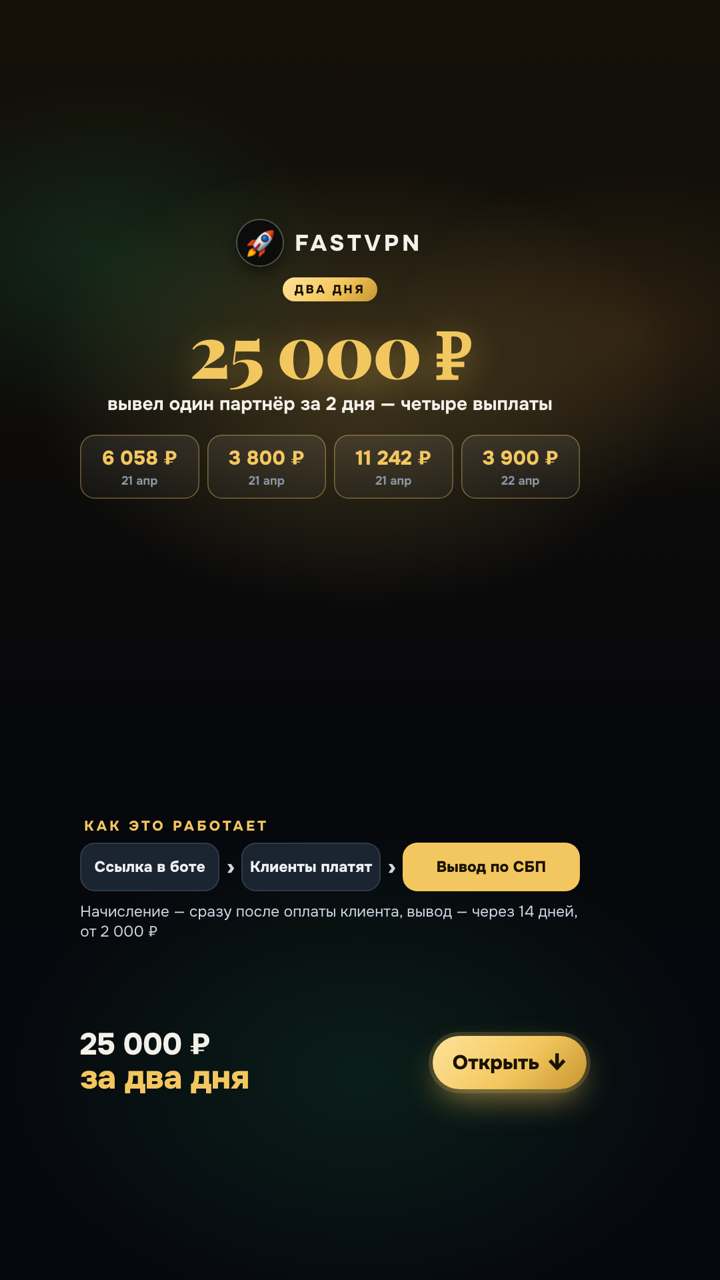 FASTVPN
ДВА ДНЯ
25 000 ₽
вывел один партнёр за 2 дня — четыре выплаты
6 058 ₽ 3 800 ₽ 11 242 ₽ 3 900 ₽
21 апр 21 апр 21 апр 22 апр
КАК ЭТО РАБОТАЕТ
Ссылка в боте › Клиенты платят › Вывод по СБП
Начисление — сразу после оплаты клиента, вывод — через 14 дней,
от 2 000 ₽
25 000 ₽
за два дня
Открыть ↓